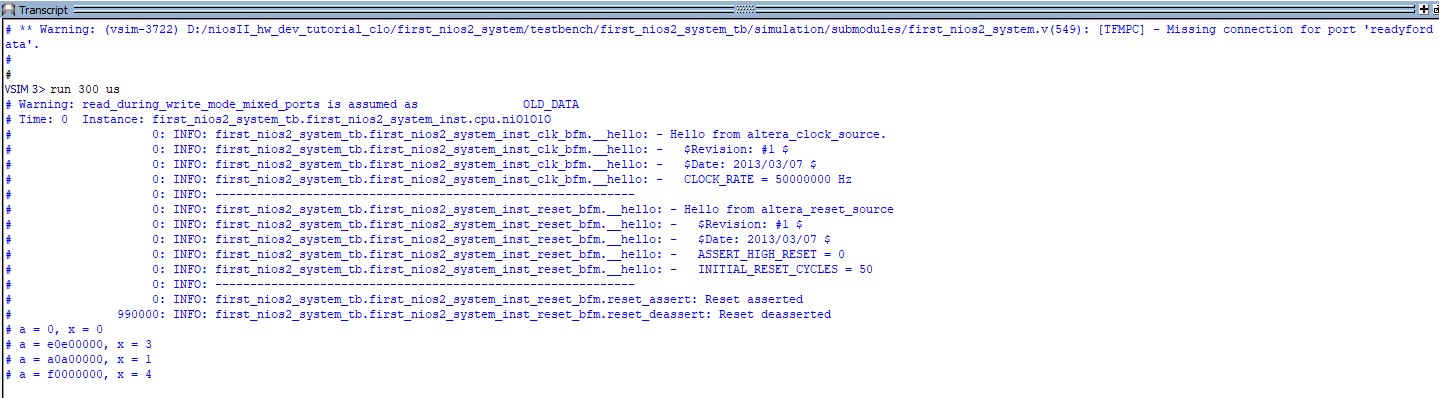 Transcript
# ** Warning: (vsim-3722) D:/niosII_hw_dev_tutorial_clo/first_nios2_system/testbench/first_nios2_system_tb/simulation/submodules/first_nios2_system.v(549): [TFMPC] - Missing connection for port 'readyford
ata'.
#
#
VSIM 3> run 300 us
# Warning: read_during_write_mode_mixed_ports is assumed as               OLD_DATA
# Time: 0  Instance: first_nios2_system_tb.first_nios2_system_inst.cpu.niOlOlO
#                    0: INFO: first_nios2_system_tb.first_nios2_system_inst_clk_bfm.__hello: - Hello from altera_clock_source.
#                    0: INFO: first_nios2_system_tb.first_nios2_system_inst_clk_bfm.__hello: -   $Revision: #1 $
#                    0: INFO: first_nios2_system_tb.first_nios2_system_inst_clk_bfm.__hello: -   $Date: 2013/03/07 $
#                    0: INFO: first_nios2_system_tb.first_nios2_system_inst_clk_bfm.__hello: -   CLOCK_RATE = 50000000 Hz
#                    0: INFO: ------------------------------------------------------------
#                    0: INFO: first_nios2_system_tb.first_nios2_system_inst_reset_bfm.__hello: - Hello from altera_reset_source
#                    0: INFO: first_nios2_system_tb.first_nios2_system_inst_reset_bfm.__hello: -   $Revision: #1 $
#                    0: INFO: first_nios2_system_tb.first_nios2_system_inst_reset_bfm.__hello: -   $Date: 2013/03/07 $
#                    0: INFO: first_nios2_system_tb.first_nios2_system_inst_reset_bfm.__hello: -   ASSERT_HIGH_RESET = 0
#                    0: INFO: first_nios2_system_tb.first_nios2_system_inst_reset_bfm.__hello: -   INITIAL_RESET_CYCLES = 50
#                    0: INFO: ------------------------------------------------------------
#                    0: INFO: first_nios2_system_tb.first_nios2_system_inst_reset_bfm.reset_assert: Reset asserted
#               990000: INFO: first_nios2_system_tb.first_nios2_system_inst_reset_bfm.reset_deassert: Reset deasserted
# a = 0, x = 0
# a = e0e00000, x = 3
# a = a0a00000, x = 1
# a = f0000000, x = 4